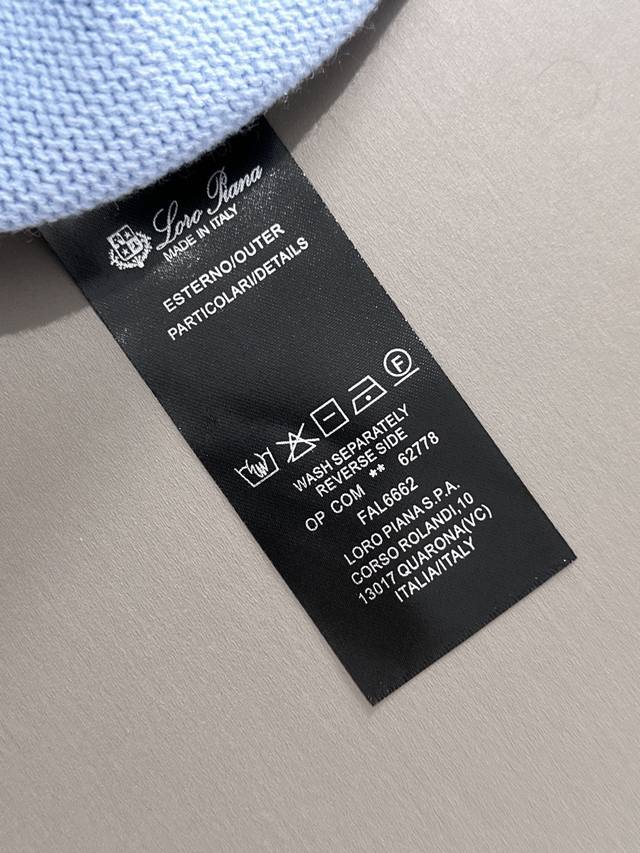 Loro Piana
MADE IN ITALY
ESTERNO/OUTER
PARTICOLARI/DETAILS
F
WASH SEPARATELY
REVERSE SIDE
OP COM ** 62778
FAL6662
LORO PIANA S.P.A.
CORSO ROLANDI,10
13017 QUARONA(VC)
ITALIA/ITALY